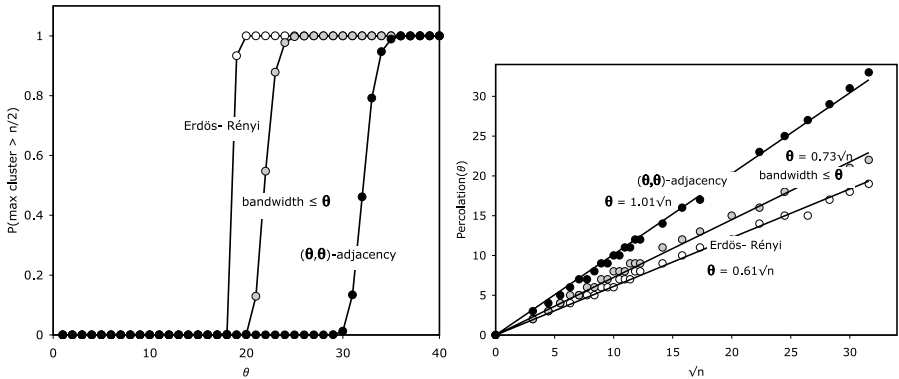 P(max cluster > n/2)
1
0.8
0.6
0.4
0.2
0
Erdös- Rényi
bandwidth ≤ θ
(θ,θ)-adjacency
0 10 20 30 40
θ
Percolation(θ)
30
25
20
15
10
5
0
θ = 0.73√n
(θ,θ)-adjacency
bandwidth ≤ θ
θ = 1.01√n
Erdös- Rényi
θ = 0.61√n
0 5 10 15 20 25 30
√n